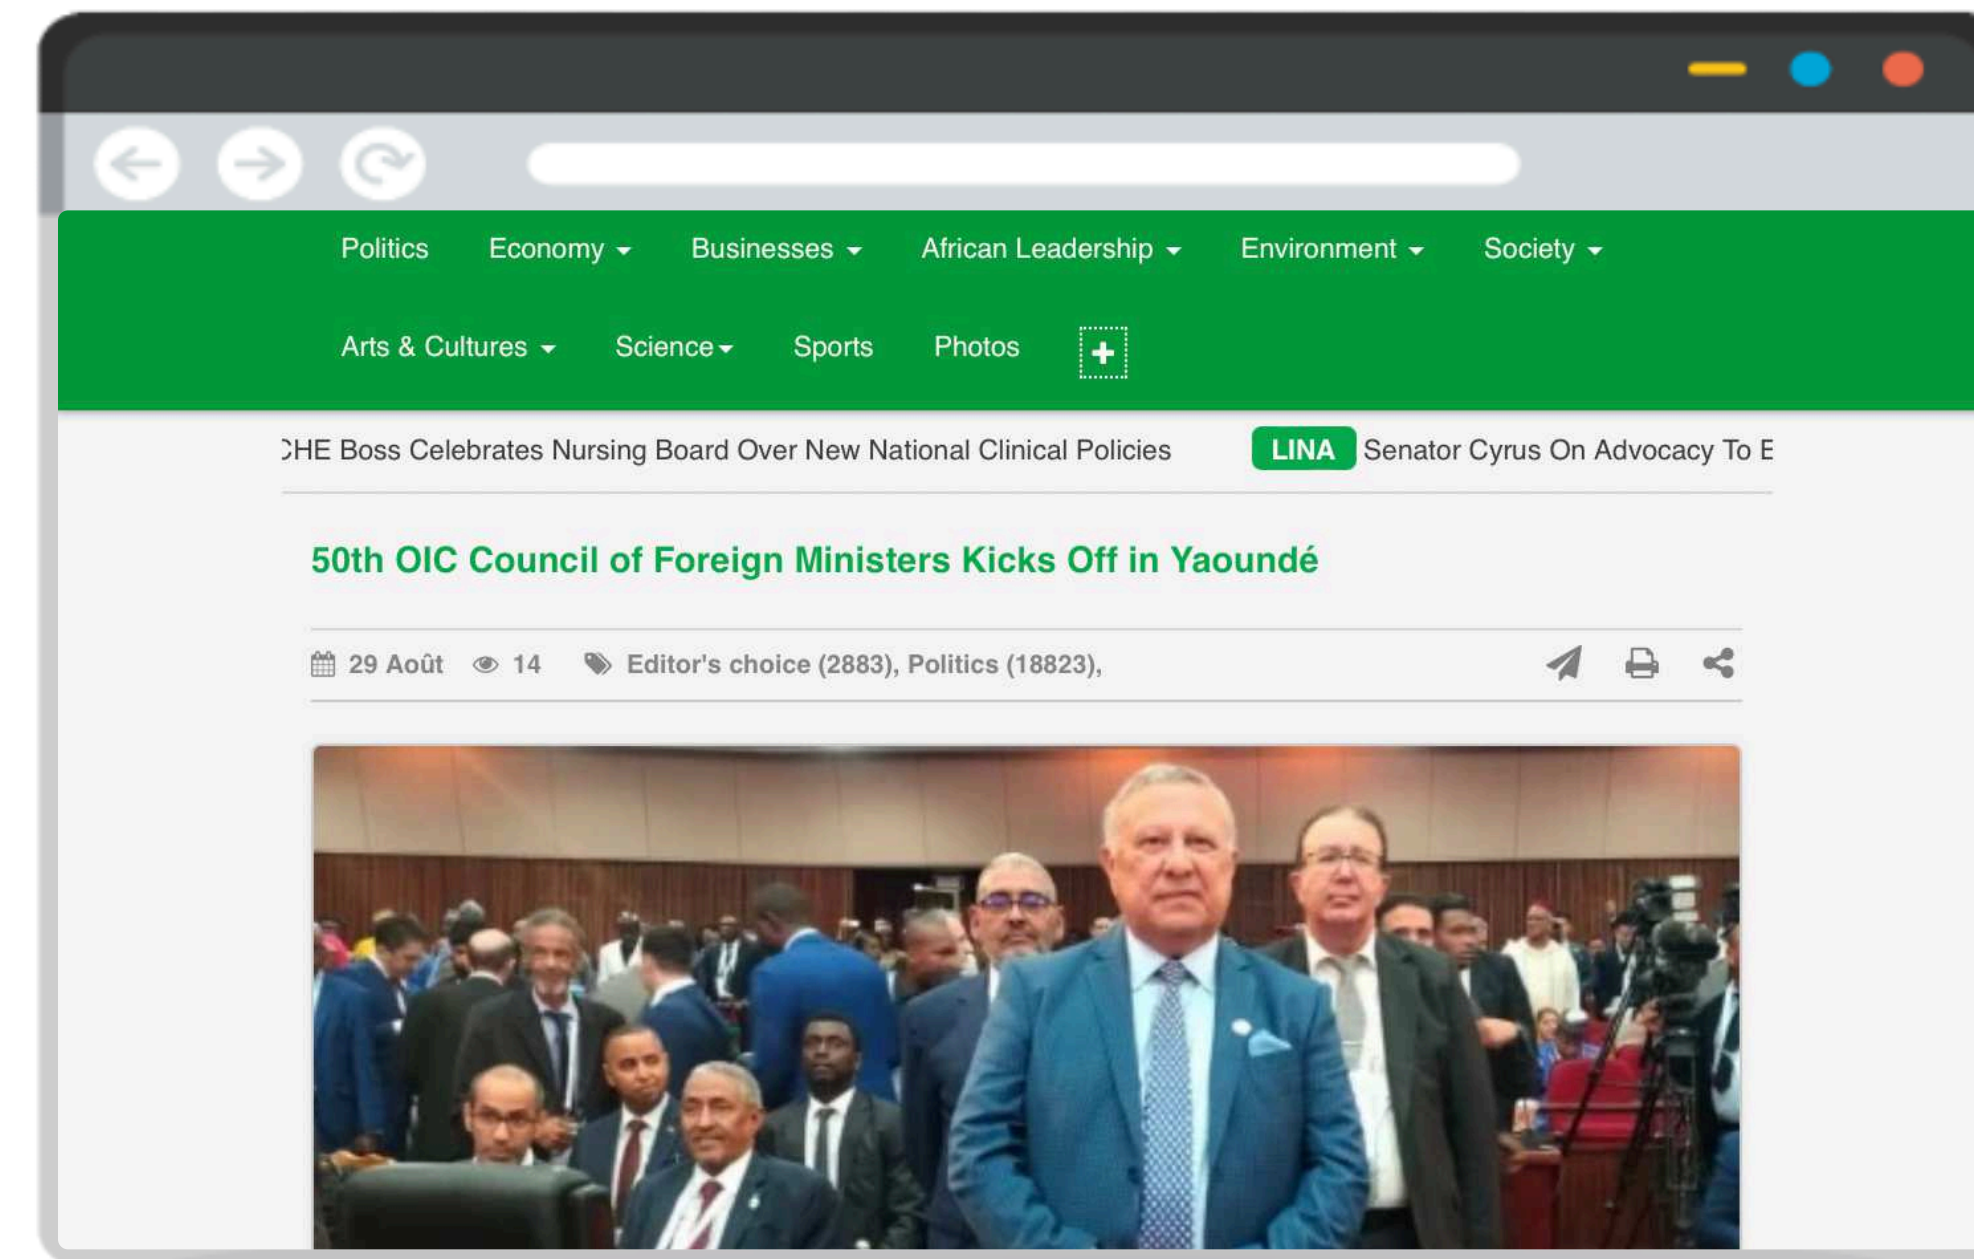 Politics Economy Businesses African Leadership Environment Society
Arts & Cultures Science Sports Photos
Boss Celebrates Nursing Board Over New National Clinical Policies LINA Senator Cyrus On Advocacy To
50th OIC Council of Foreign Ministers Kicks Off in Yaoundé
29 Août 14 Editor's choice (2883), Politics (18823),